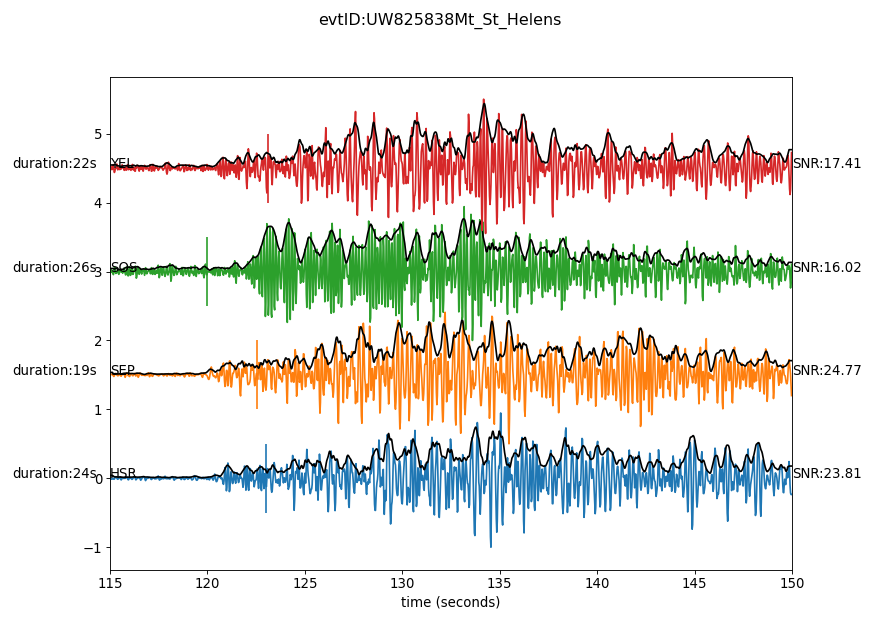 evtID:UW825838Mt_St_Helens
5
duration:22s YEL SNR:17.41
4
duration:26s 3 SOS SNR:16.02
2
duration:19s SEP SNR:24.77
1
duration:24s 0 HSR SNR:23.81
−1
115 120 125 130 135 140 145 150
time (seconds)